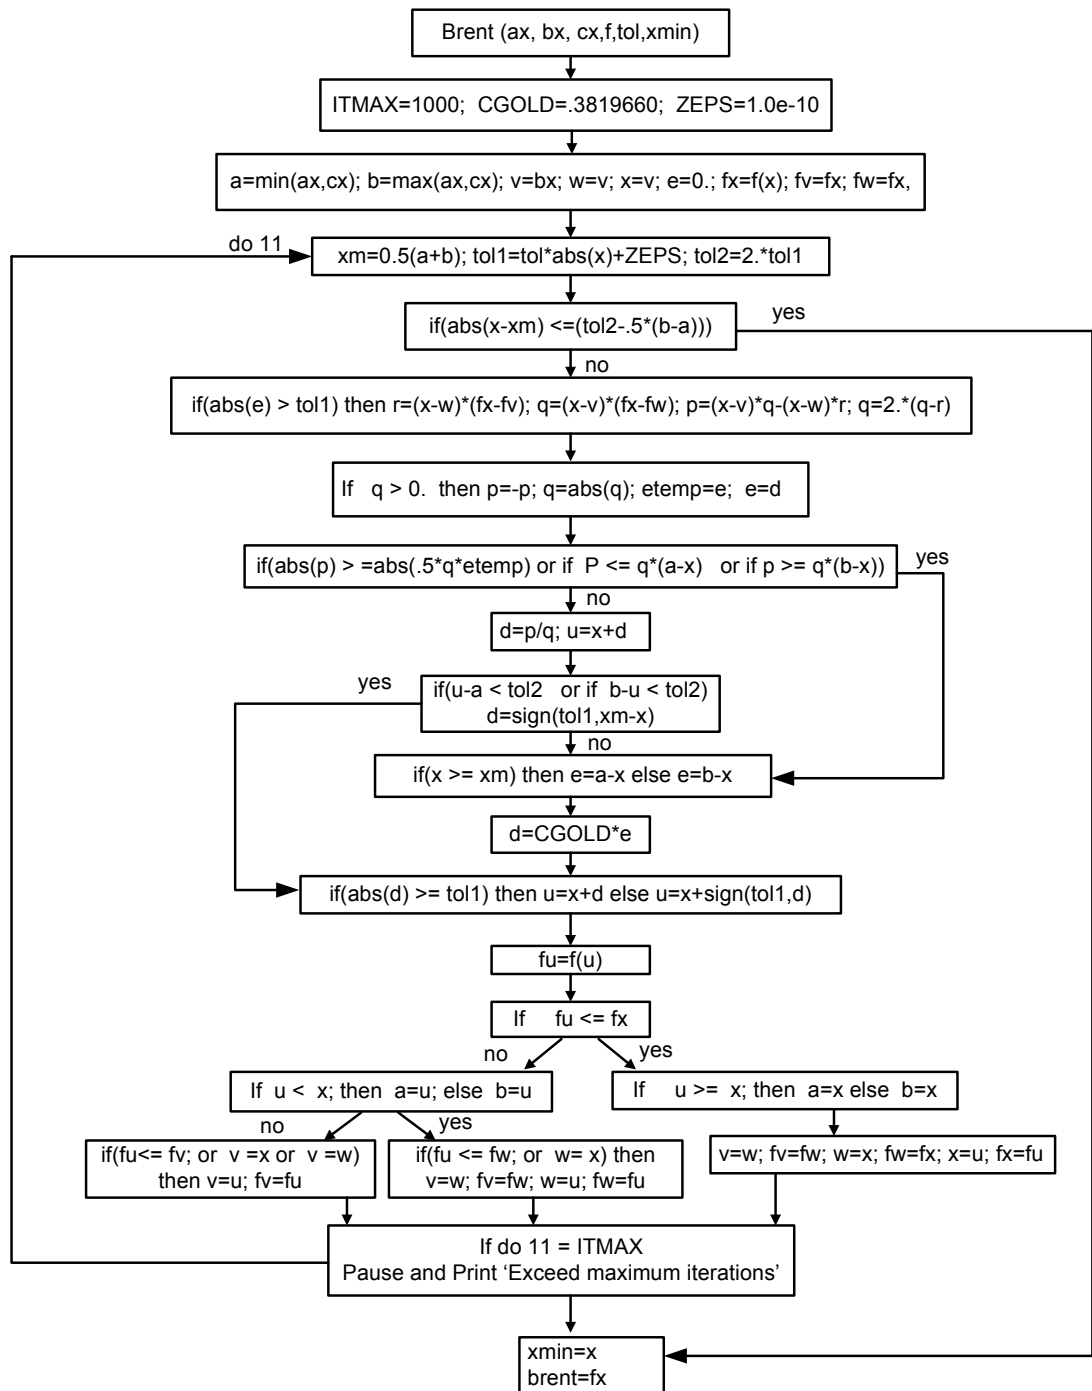 Brent (ax, bx, cx,f,tol,xmin)
ITMAX=1000; CGOLD=.3819660; ZEPS=1.0e-10
a=min(ax,cx); b=max(ax,cx); v=bx; w=v; x=v; e=0.; fx=f(x); fv=fx; fw=fx,
do 11
xm=0.5(a+b); tol1=tol*abs(x)+ZEPS; tol2=2.*tol1
if(abs(x-xm) <=(tol2-.5*(b-a)))
yes
no
if(abs(e) > tol1) then r=(x-w)*(fx-fv); q=(x-v)*(fx-fw); p=(x-v)*q-(x-w)*r; q=2.*(q-r)
If q > 0. then p=-p; q=abs(q); etemp=e; e=d
if(abs(p) > =abs(.5*q*etemp) or if P <= q*(a-x) or if p >= q*(b-x))
yes
no
d=p/q; u=x+d
yes
if(u-a < tol2 or if b-u < tol2)
d=sign(tol1,xm-x)
no
if(x >= xm) then e=a-x else e=b-x
d=CGOLD*e
if(abs(d) >= tol1) then u=x+d else u=x+sign(tol1,d)
fu=f(u)
If fu <= fx
no
yes
If u < x; then a=u; else b=u
If u >= x; then a=x else b=x
no
yes
if(fu<= fv; or v =x or v =w)
then v=u; fv=fu
if(fu <= fw; or w= x) then
v=w; fv=fw; w=u; fw=fu
v=w; fv=fw; w=x; fw=fx; x=u; fx=fu
If do 11 = ITMAX
Pause and Print ‘Exceed maximum iterations’
xmin=x
brent=fx